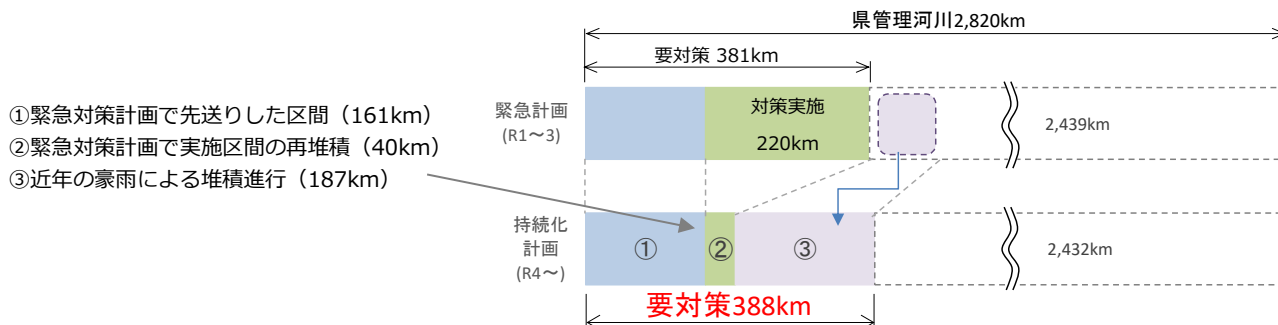 県管理河川2,820km
要対策 381km
①緊急対策計画で先送りした区間（161km）
②緊急対策計画で実施区間の再堆積（40km）
③近年の豪雨による堆積進行（187km）
緊急計画
(R1～3)
対策実施
220km
2,439km
持続化
計画
(R4～)
①
②
③
2,432km
要対策388km